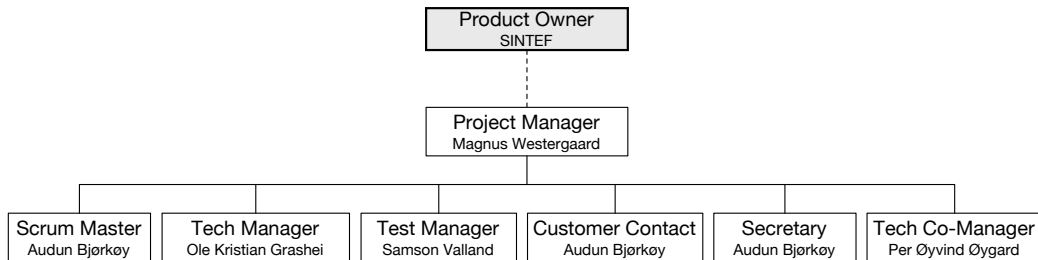 Product Owner
SINTEF
Project Manager
Magnus Westergaard
Scrum Master
Audun Bjørkøy
Tech Manager
Ole Kristian Grashei
Test Manager
Samson Valland
Customer Contact
Audun Bjørkøy
Secretary
Audun Bjørkøy
Tech Co-Manager
Per Øyvind Øygard